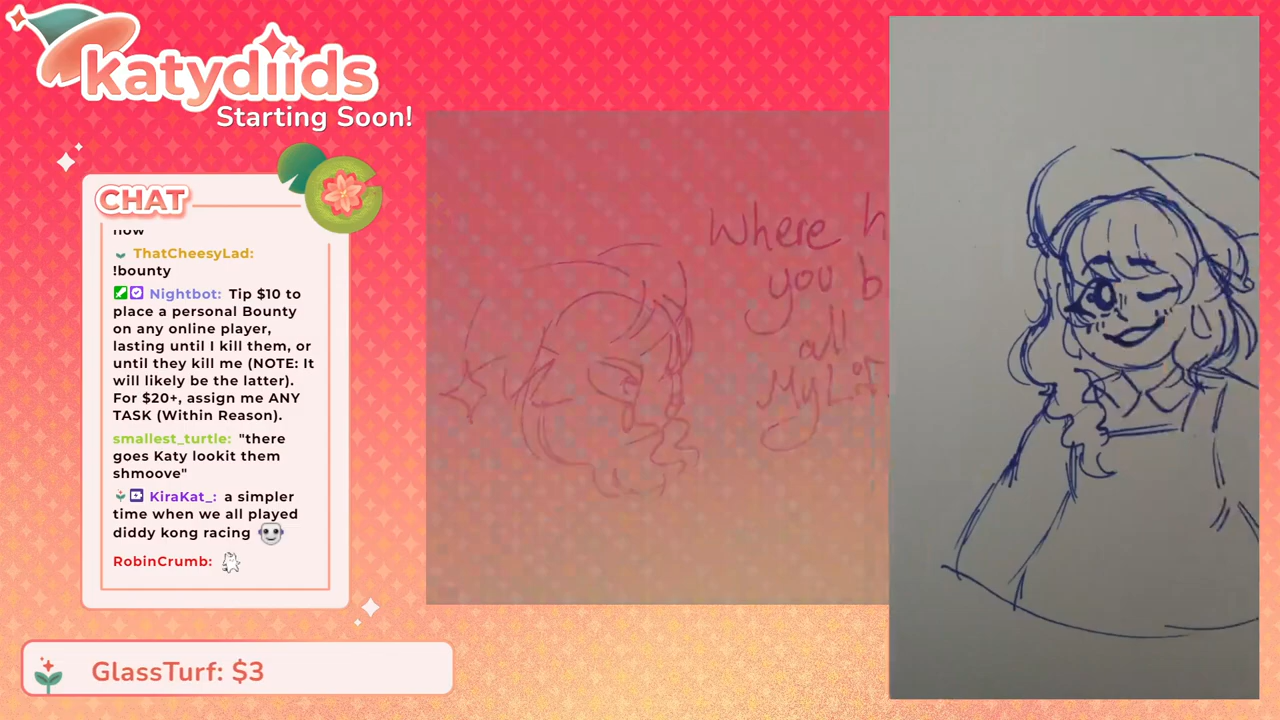 Katydiids
Starting Soon!
CHAT
now
ThatCheesyLad:
!bounty
Nightbot: Tip $10 to
place a personal Bounty
on any online player,
lasting until I kill them, or
until they kill me (NOTE: It
will likely be the latter).
For $20+, assign me ANY
TASK (Within Reason).
smallest_turtle: "there
goes Katy lookit them
shmoove"
KiraKat_: a simpler
time when we all played
diddy kong racing
RobinCrumb:
GlassTurf: $3
Where h
you b
all
My Lif